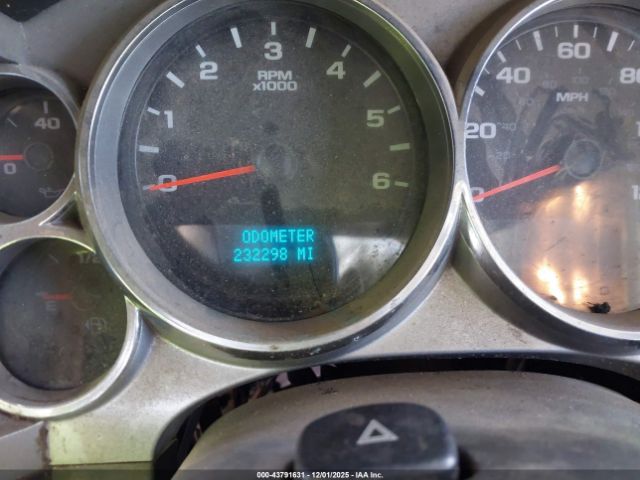 0 1 2 3 4 5 6
RPM
x1000
ODOMETER
232298 MI
40
0
20 40 60 80
MPH
000-43791631 - 12/01/2025 - IAA Inc.